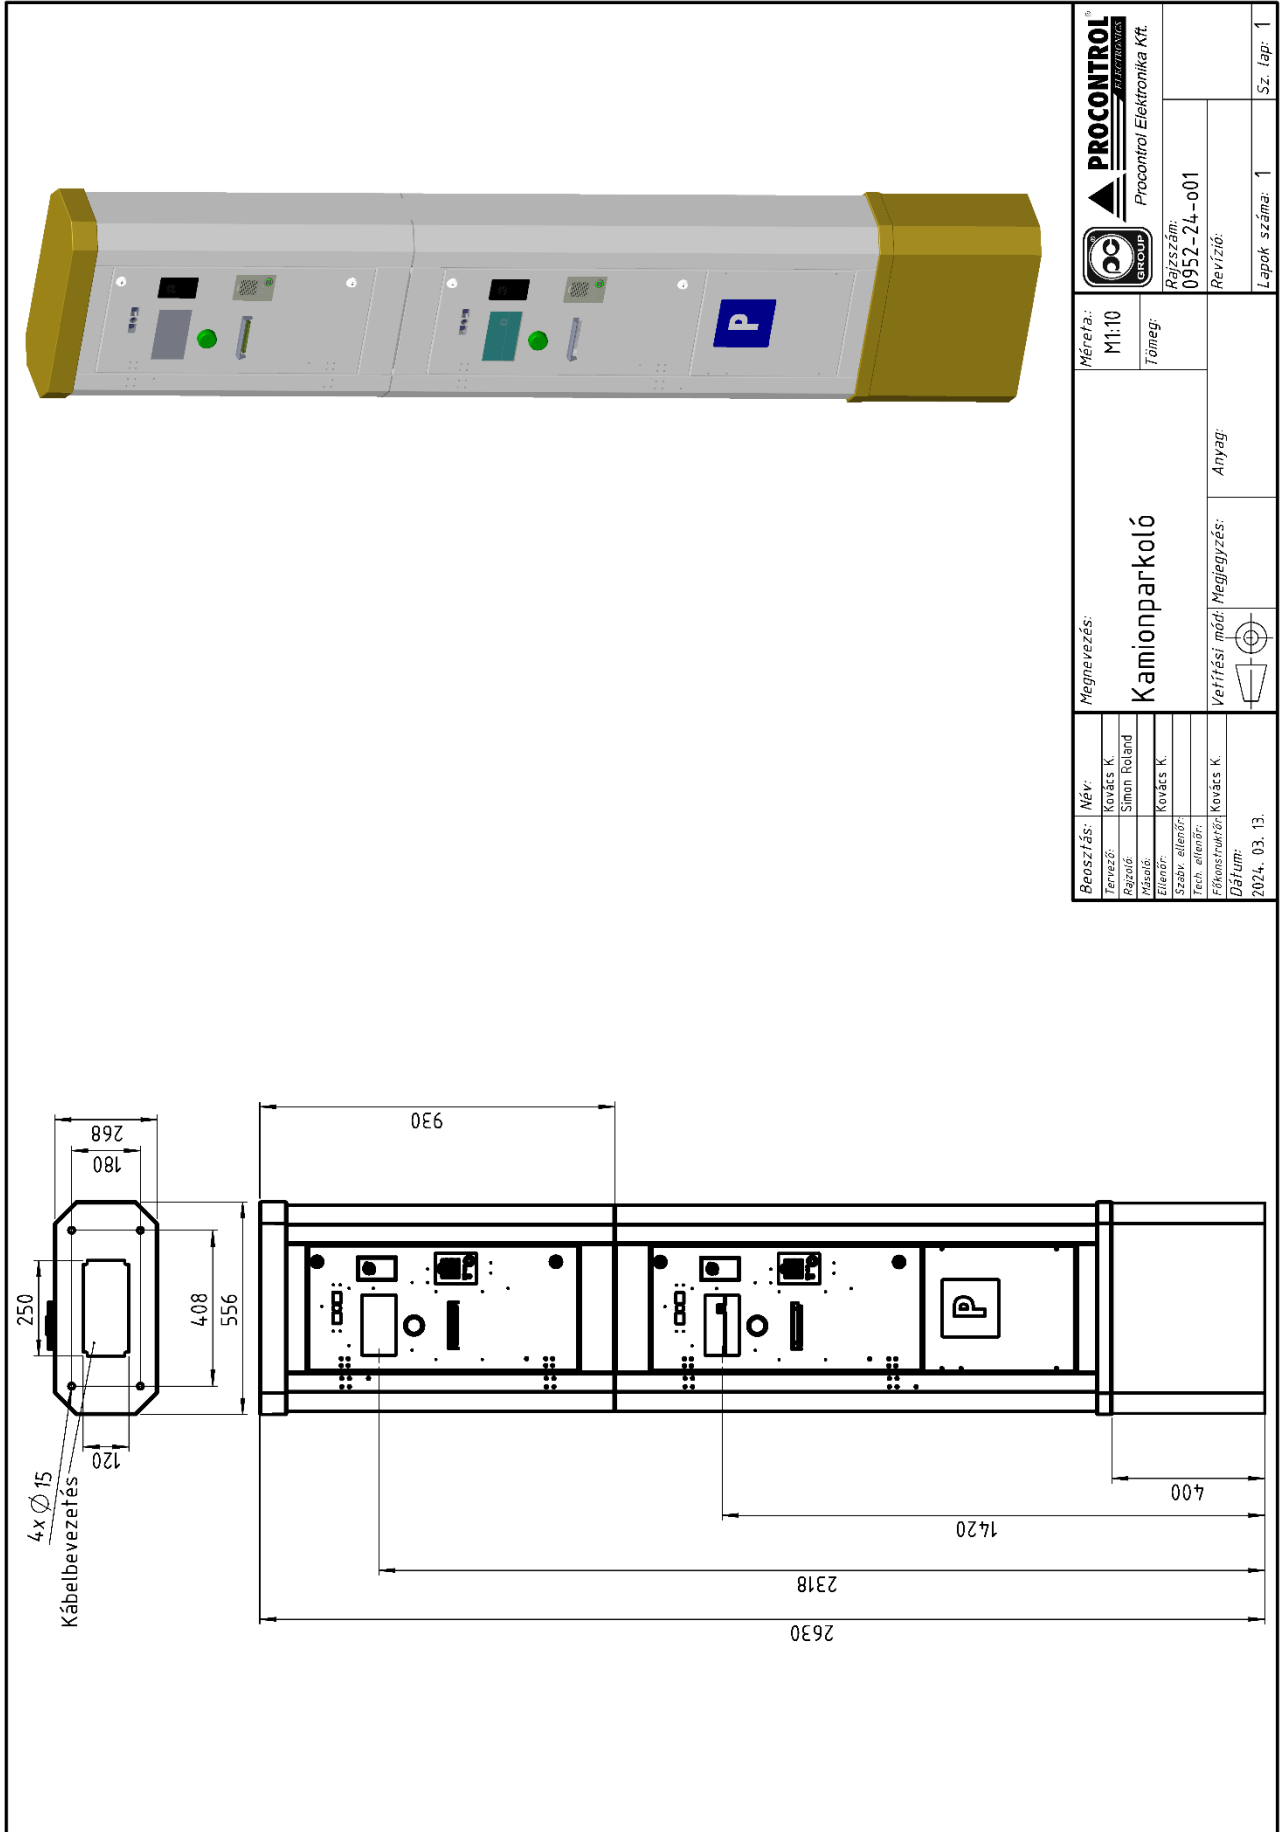 4x Ø 15
Kábelbevezetés
250
120
408
556
180
268
930
400
1420
2318
2630
P
P
Beosztás: Név:
Tervező: Kovács K.
Rajzoló: Simon Roland
Másoló:
Ellenőr: Kovács K.
Szabv. ellenőr:
Tech. ellenőr:
Főkonstruktőr: Kovács K.
Dátum:
2024. 03. 13.
Megnevezés:
Kamionparkoló
Vetítési mód: Megjegyzés: Anyag:
Méreta.:
M1:10
Tömeg:
pc
GROUP
PROCONTROL
ELECTRONICS
Procontrol Elektronika Kft.
Rajzszám:
0952-24-o01
Revízió:
Lapok száma: 1 Sz. lap: 1